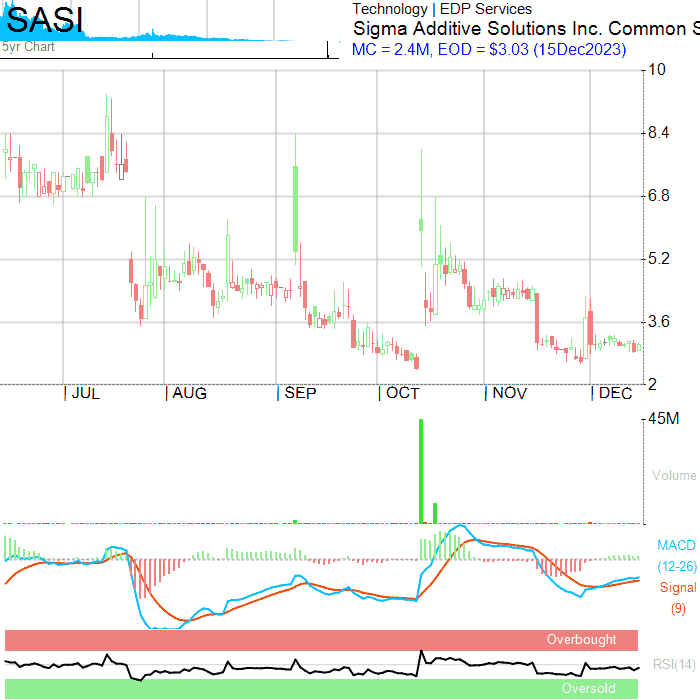 SASI
5yr Chart
Technology | EDP Services
Sigma Additive Solutions Inc. Common S
MC = 2.4M, EOD = $3.03 (15Dec2023)
10
8.4
6.8
5.2
3.6
2
JUL AUG SEP OCT NOV DEC
45M
Volume
MACD
(12-26)
Signal
(9)
Overbought
RSI(14)
Oversold